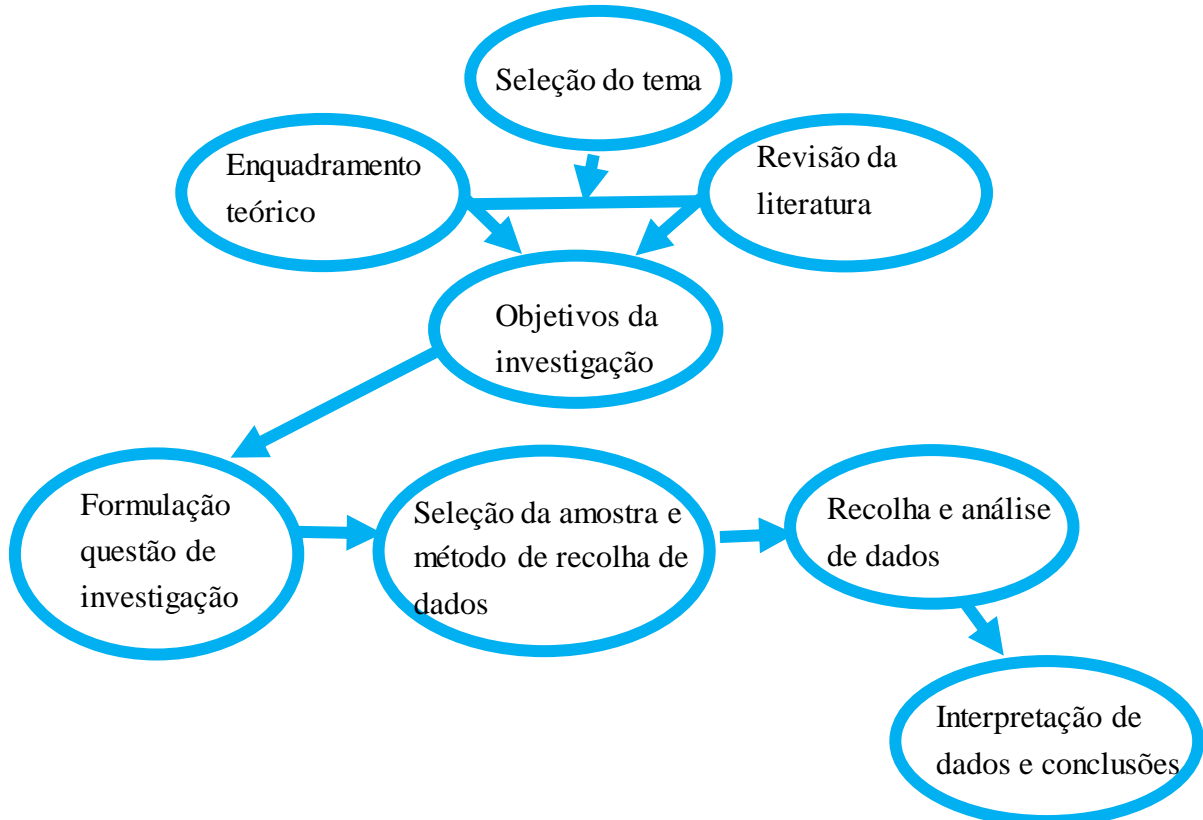 Seleção do tema
Enquadramento
teórico
Revisão da
literatura
Objetivos da
investigação
Formulação
questão de
investigação
Seleção da amostra e
método de recolha de
dados
Recolha e análise
de dados
Interpretação de
dados e conclusões